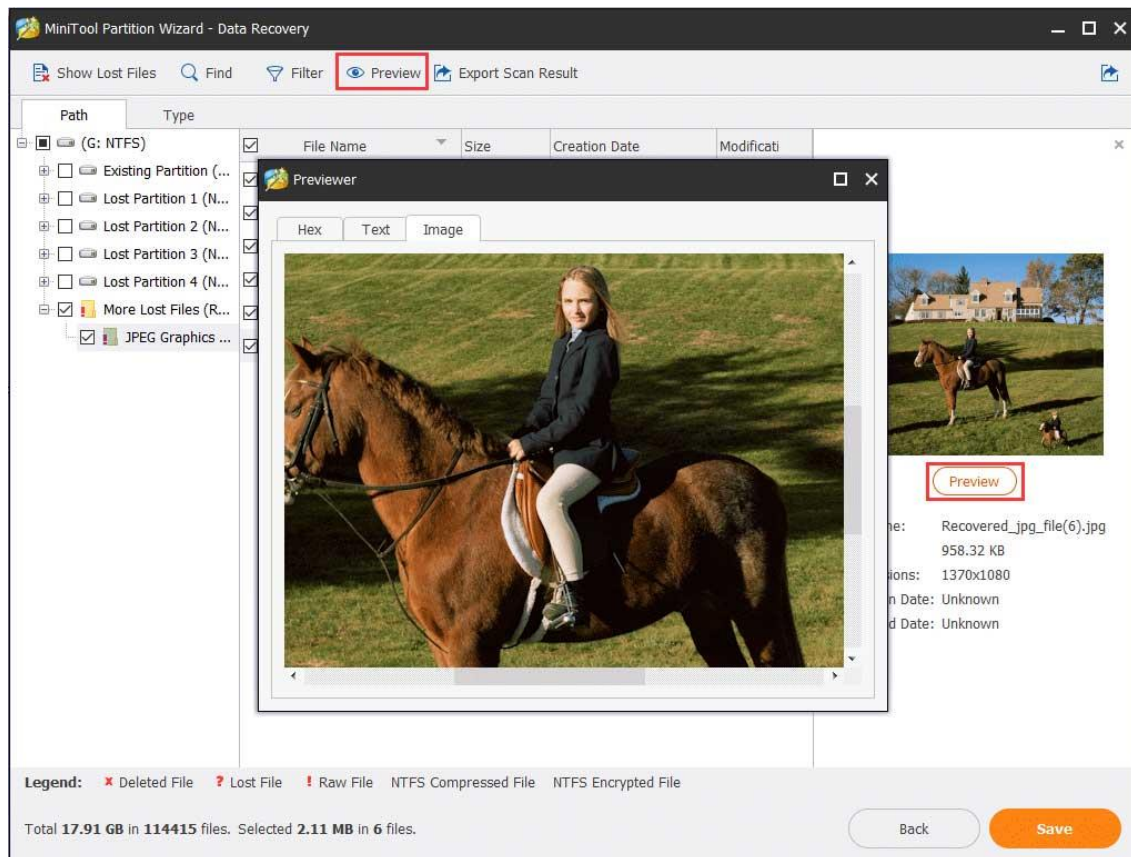 MiniTool Partition Wizard - Data Recovery
Show Lost Files Find Filter Preview Export Scan Result
Path Type
(G: NTFS)
Existing Partition (...
Lost Partition 1 (N...
Lost Partition 2 (N...
Lost Partition 3 (N...
Lost Partition 4 (N...
More Lost Files (R...
JPEG Graphics ...
File Name Size Creation Date Modificati
Previewer
Hex Text Image
Preview
ne: Recovered_jpg_file(6).jpg
958.32 KB
ions: 1370x1080
n Date: Unknown
d Date: Unknown
Legend: Deleted File ? Lost File ! Raw File NTFS Compressed File NTFS Encrypted File
Total 17.91 GB in 114415 files. Selected 2.11 MB in 6 files.
Back Save